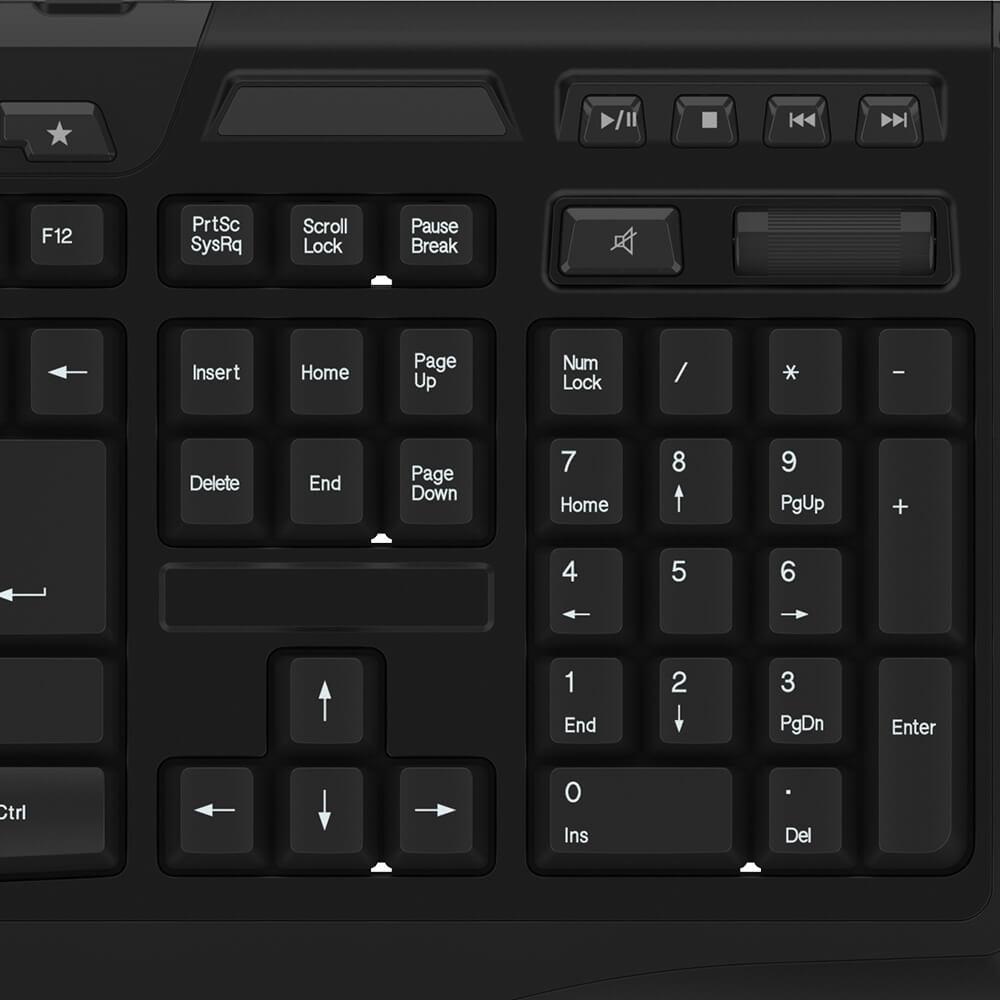 F12
PrtSc
SysRq
Scroll
Lock
Pause
Break
Insert
Home
Page
Up
Delete
End
Page
Down
Num
Lock
/
*
-
7
Home
8
↑
9
PgUp
+
4
←
5
6
→
1
End
2
↓
3
PgDn
Enter
0
Ins
.
Del
←
↑
←
↓
→
Ctrl